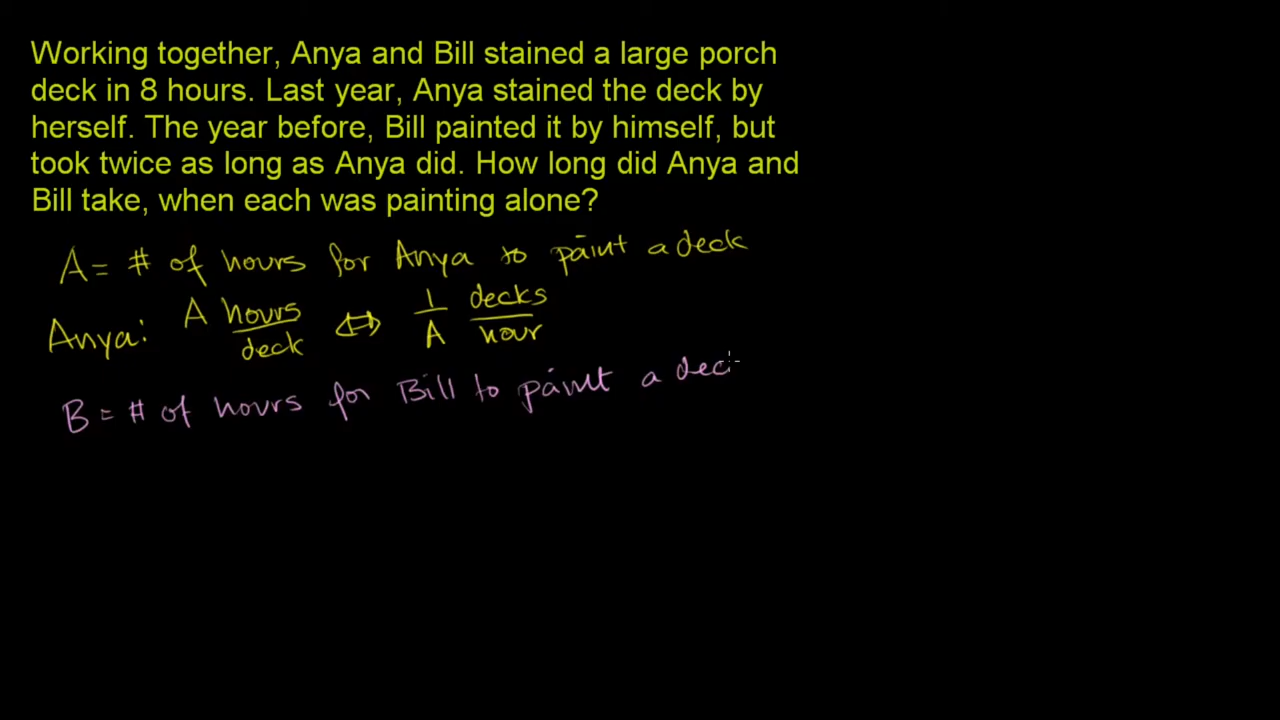 Working together, Anya and Bill stained a large porch
deck in 8 hours. Last year, Anya stained the deck by
herself. The year before, Bill painted it by himself, but
took twice as long as Anya did. How long did Anya and
Bill take, when each was painting alone?
A = # of hours for Anya to paint a deck
Anya: A hours/deck ⇔ 1/A decks/hour
B = # of hours for Bill to paint a dec